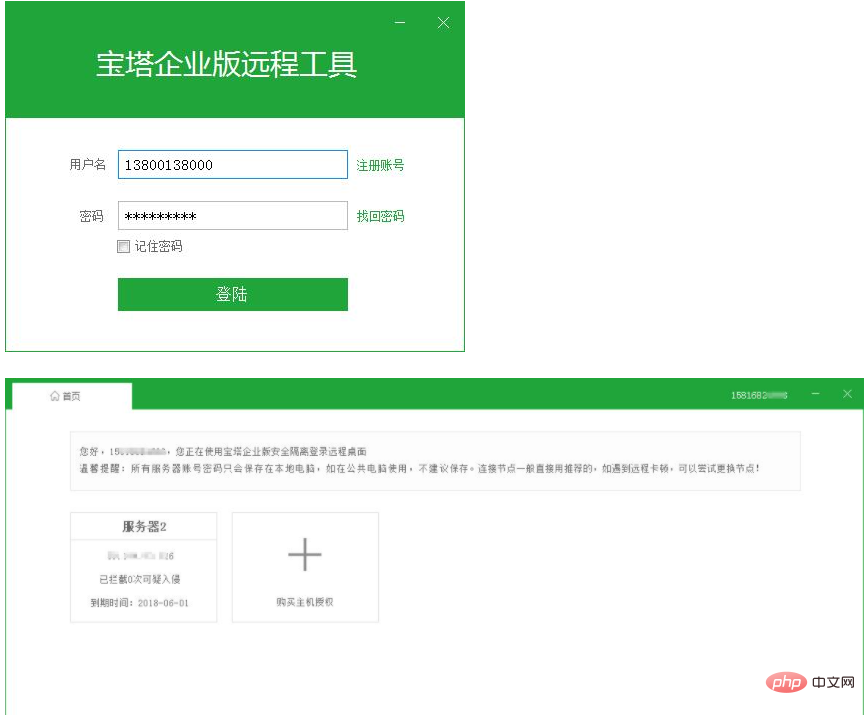 宝塔企业版远程工具
用户名 13800138000 注册账号
密码 ********* 找回密码
记住密码
登陆
首页 1581682
您好，15，您正在使用宝塔企业版安全隔离登录远程桌面
温馨提醒：所有服务器账号密码只会保存在本地电脑，如在公共电脑使用，不建议保存。连接节点一般直接用推荐的，如遇到远程卡顿，可以尝试更换节点！
服务器2
已拦截0次可疑入侵
到期时间：2018-06-01
购买主机授权
php 中文网